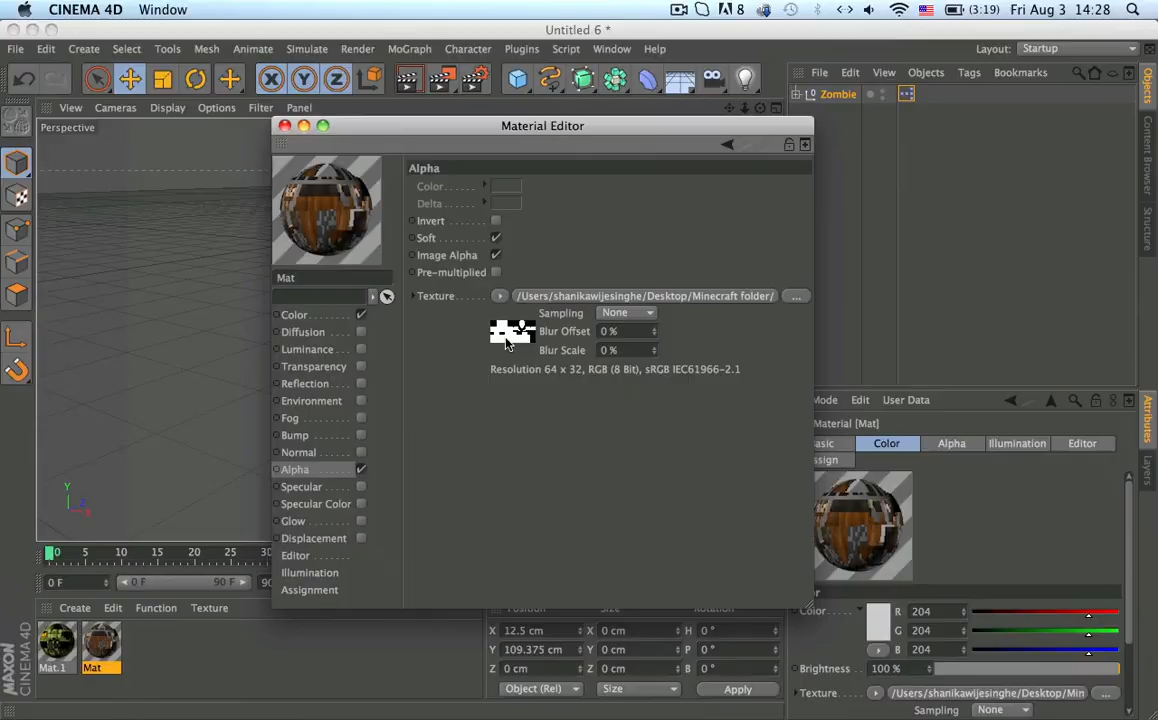 CINEMA 4D Window 8 (3:19) Fri Aug 3 14:28
Untitled 6 *
File Edit Create Select Tools Mesh Animate Simulate Render MoGraph Character Plugins Script Window Help Layout: Startup
X Y Z File Edit View Objects Tags Bookmarks
Zombie
View Cameras Display Options Filter Panel
Perspective
Material Editor
Alpha
Color
Delta
Invert
Soft
Image Alpha
Pre-multiplied
Texture /Users/shanikawijesinghe/Desktop/Minecraft folder/ ...
Sampling None
Blur Offset 0 %
Blur Scale 0 %
Resolution 64 x 32, RGB (8 Bit), sRGB IEC61966-2.1
Mat
Color
Diffusion
Luminance
Transparency
Reflection
Environment
Fog
Bump
Normal
Alpha
Specular
Specular Color
Glow
Displacement
Editor
Illumination
Assignment
Y
Z
X
0 5 10 15 20 25 30
0 F 0 F 90 F 90
Create Edit Function Texture
Mat.1 Mat
MAXON CINEMA 4D
Position Size Rotation
X 12.5 cm X 0 cm H 0 °
Y 109.375 cm Y 0 cm P 0 °
Z 0 cm Z 0 cm B 0 °
Object (Rel) Size Apply
Objects
Content Browser
Structure
Mode Edit User Data
Material [Mat]
Basic Color Alpha Illumination Editor
Assign
Color R 204
G 204
B 204
Brightness 100 %
Texture /Users/shanikawijesinghe/Desktop/Min ...
Sampling None
Attributes
Layers